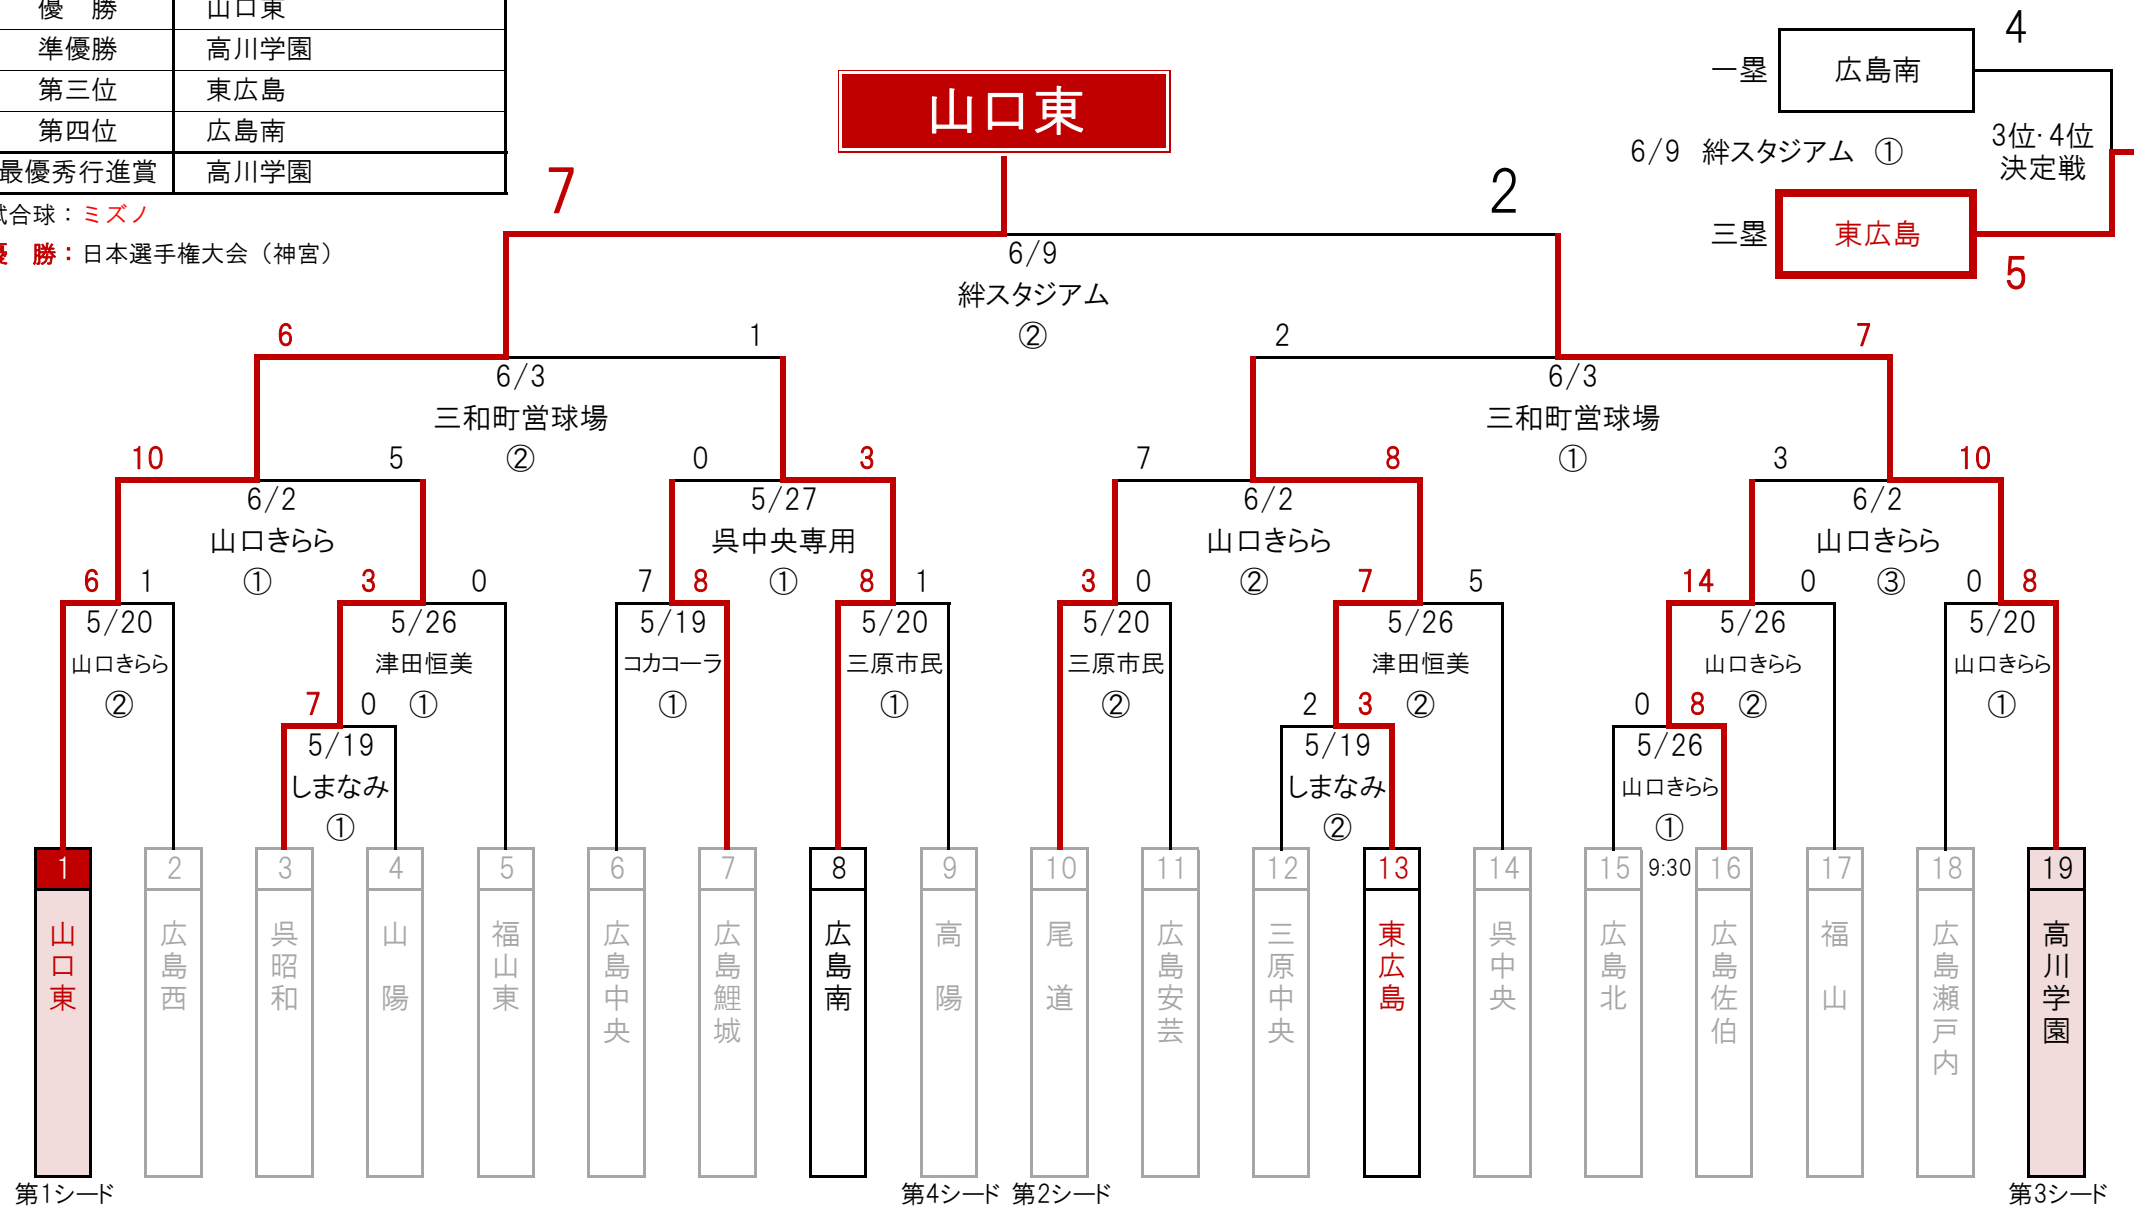 優　勝　山口東
準優勝　高川学園
第三位　東広島
第四位　広島南
最優秀行進賞　高川学園
試合球：ミズノ
優　勝：日本選手権大会（神宮）
山口東
4
一塁　広島南
6/9　絆スタジアム　①
3位・4位
決定戦
三塁　東広島
5
7　2
6/9
絆スタジアム
②
6　1　2　7
6/3　6/3
三和町営球場　三和町営球場
②　①
10　5　0　3　7　8　3　10
6/2　5/27　6/2　6/2
山口きらら　呉中央専用　山口きらら　山口きらら
①　①　②　③
6　1　3　0　7　8　8　1　3　0　7　5　14　0　0　8
5/20　5/26　5/19　5/20　5/20　5/26　5/26　5/20
山口きらら　津田恒美　コカコーラ　三原市民　三原市民　津田恒美　山口きらら　山口きらら
②　①　①　①　②　②　②　①
7　0　2　3　0　8
5/19　5/19　5/26
しまなみ　しまなみ　山口きらら
①　②　①
9:30
1　山口東
2　広島西
3　呉昭和
4　山陽
5　福山東
6　広島中央
7　広島鯉城
8　広島南
9　高陽
10　尾道
11　広島安芸
12　三原中央
13　東広島
14　呉中央
15　広島北
16　広島佐伯
17　福山
18　広島瀬戸内
19　高川学園
第1シード　第4シード　第2シード　第3シード